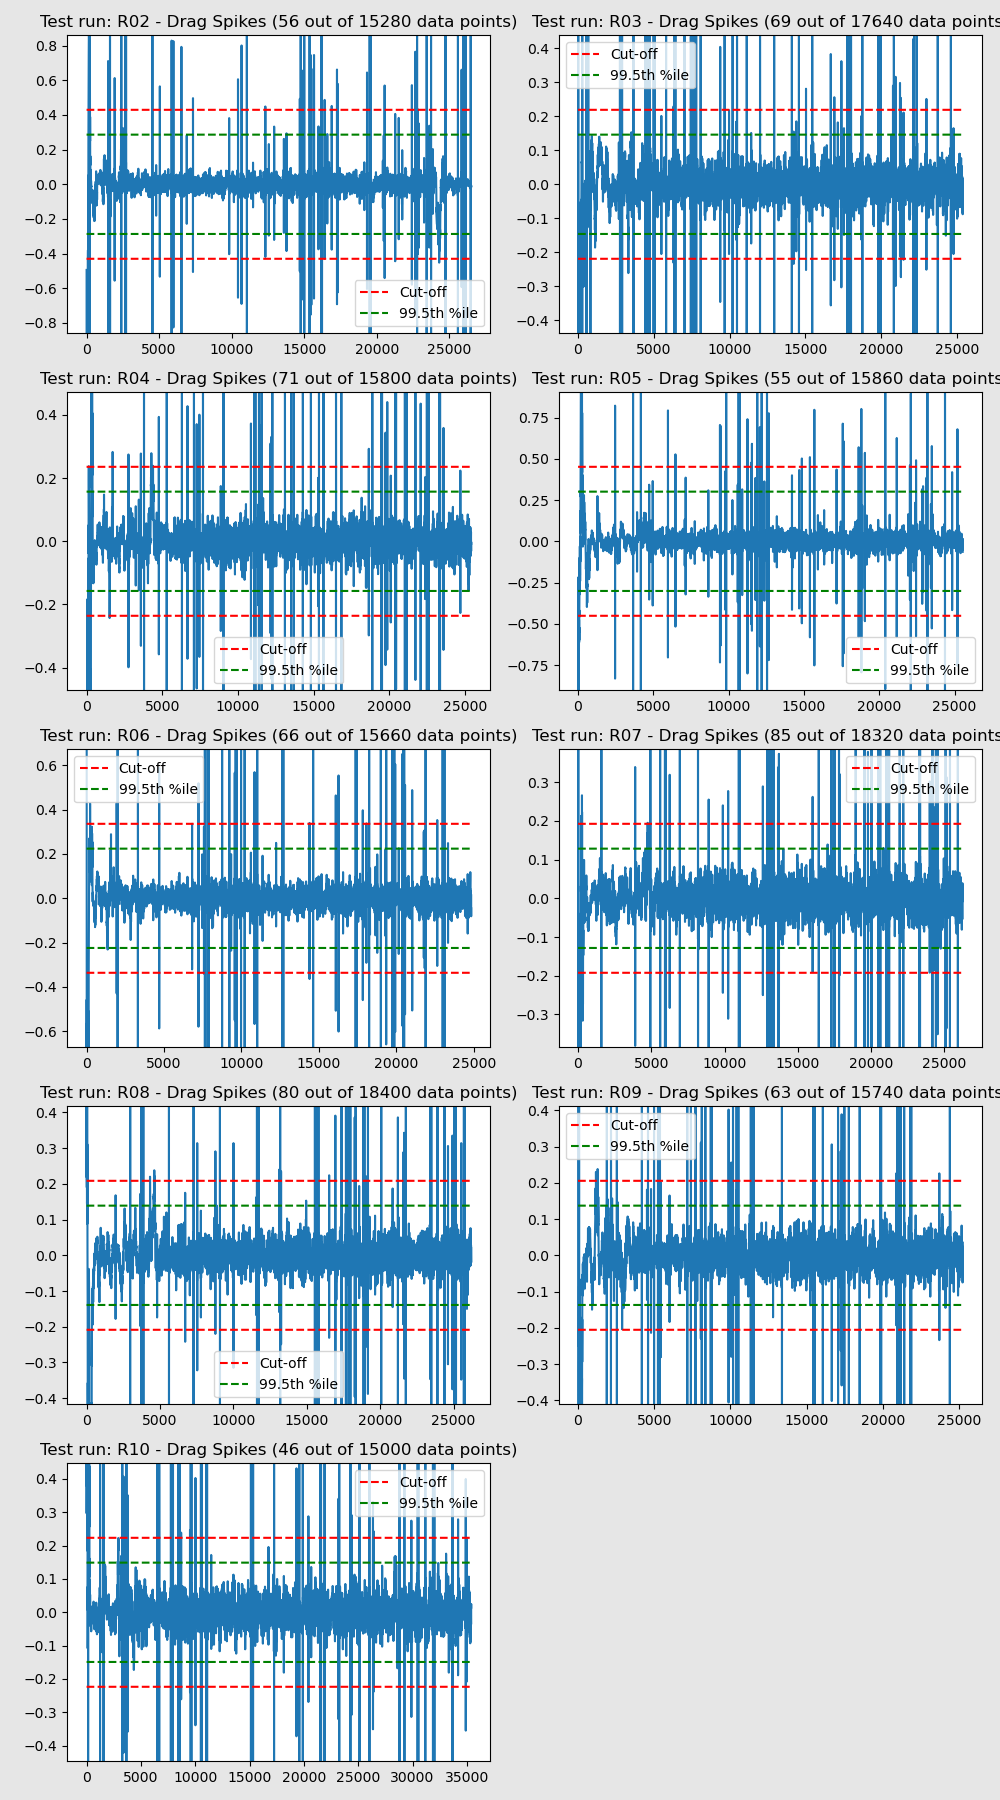 Test run: R02 - Drag Spikes (56 out of 15280 data points)
0.8
0.6
0.4
0.2
0.0
−0.2
−0.4
−0.6
−0.8
Cut-off
99.5th %ile
0 5000 10000 15000 20000 25000
Test run: R03 - Drag Spikes (69 out of 17640 data points
0.4
0.3
0.2
0.1
0.0
−0.1
−0.2
−0.3
−0.4
Cut-off
99.5th %ile
0 5000 10000 15000 20000 25000
Test run: R04 - Drag Spikes (71 out of 15800 data points)
0.4
0.2
0.0
−0.2
−0.4
Cut-off
99.5th %ile
0 5000 10000 15000 20000 25000
Test run: R05 - Drag Spikes (55 out of 15860 data points
0.75
0.50
0.25
0.00
−0.25
−0.50
−0.75
Cut-off
99.5th %ile
0 5000 10000 15000 20000 25000
Test run: R06 - Drag Spikes (66 out of 15660 data points)
0.6
0.4
0.2
0.0
−0.2
−0.4
−0.6
Cut-off
99.5th %ile
0 5000 10000 15000 20000 25000
Test run: R07 - Drag Spikes (85 out of 18320 data points
0.3
0.2
0.1
0.0
−0.1
−0.2
−0.3
Cut-off
99.5th %ile
0 5000 10000 15000 20000 25000
Test run: R08 - Drag Spikes (80 out of 18400 data points)
0.4
0.3
0.2
0.1
0.0
−0.1
−0.2
−0.3
−0.4
Cut-off
99.5th %ile
0 5000 10000 15000 20000 25000
Test run: R09 - Drag Spikes (63 out of 15740 data points
0.4
0.3
0.2
0.1
0.0
−0.1
−0.2
−0.3
−0.4
Cut-off
99.5th %ile
0 5000 10000 15000 20000 25000
Test run: R10 - Drag Spikes (46 out of 15000 data points)
0.4
0.3
0.2
0.1
0.0
−0.1
−0.2
−0.3
−0.4
Cut-off
99.5th %ile
0 5000 10000 15000 20000 25000 30000 35000